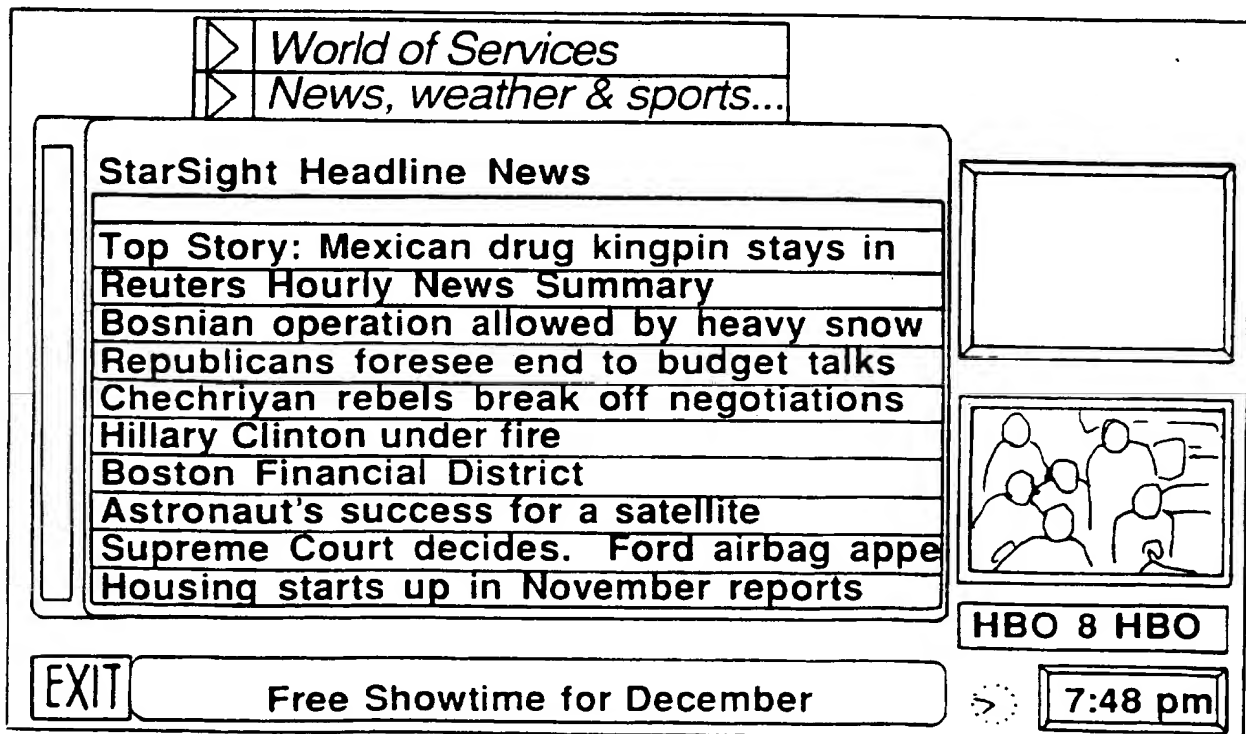 World of Services
News, weather & sports...
StarSight Headline News
Top Story: Mexican drug kingpin stays in
Reuters Hourly News Summary
Bosnian operation allowed by heavy snow
Republicans foresee end to budget talks
Chechriyan rebels break off negotiations
Hillary Clinton under fire
Boston Financial District
Astronaut's success for a satellite
Supreme Court decides. Ford airbag appe
Housing starts up in November reports
HBO 8 HBO
EXIT
Free Showtime for December
7:48 pm